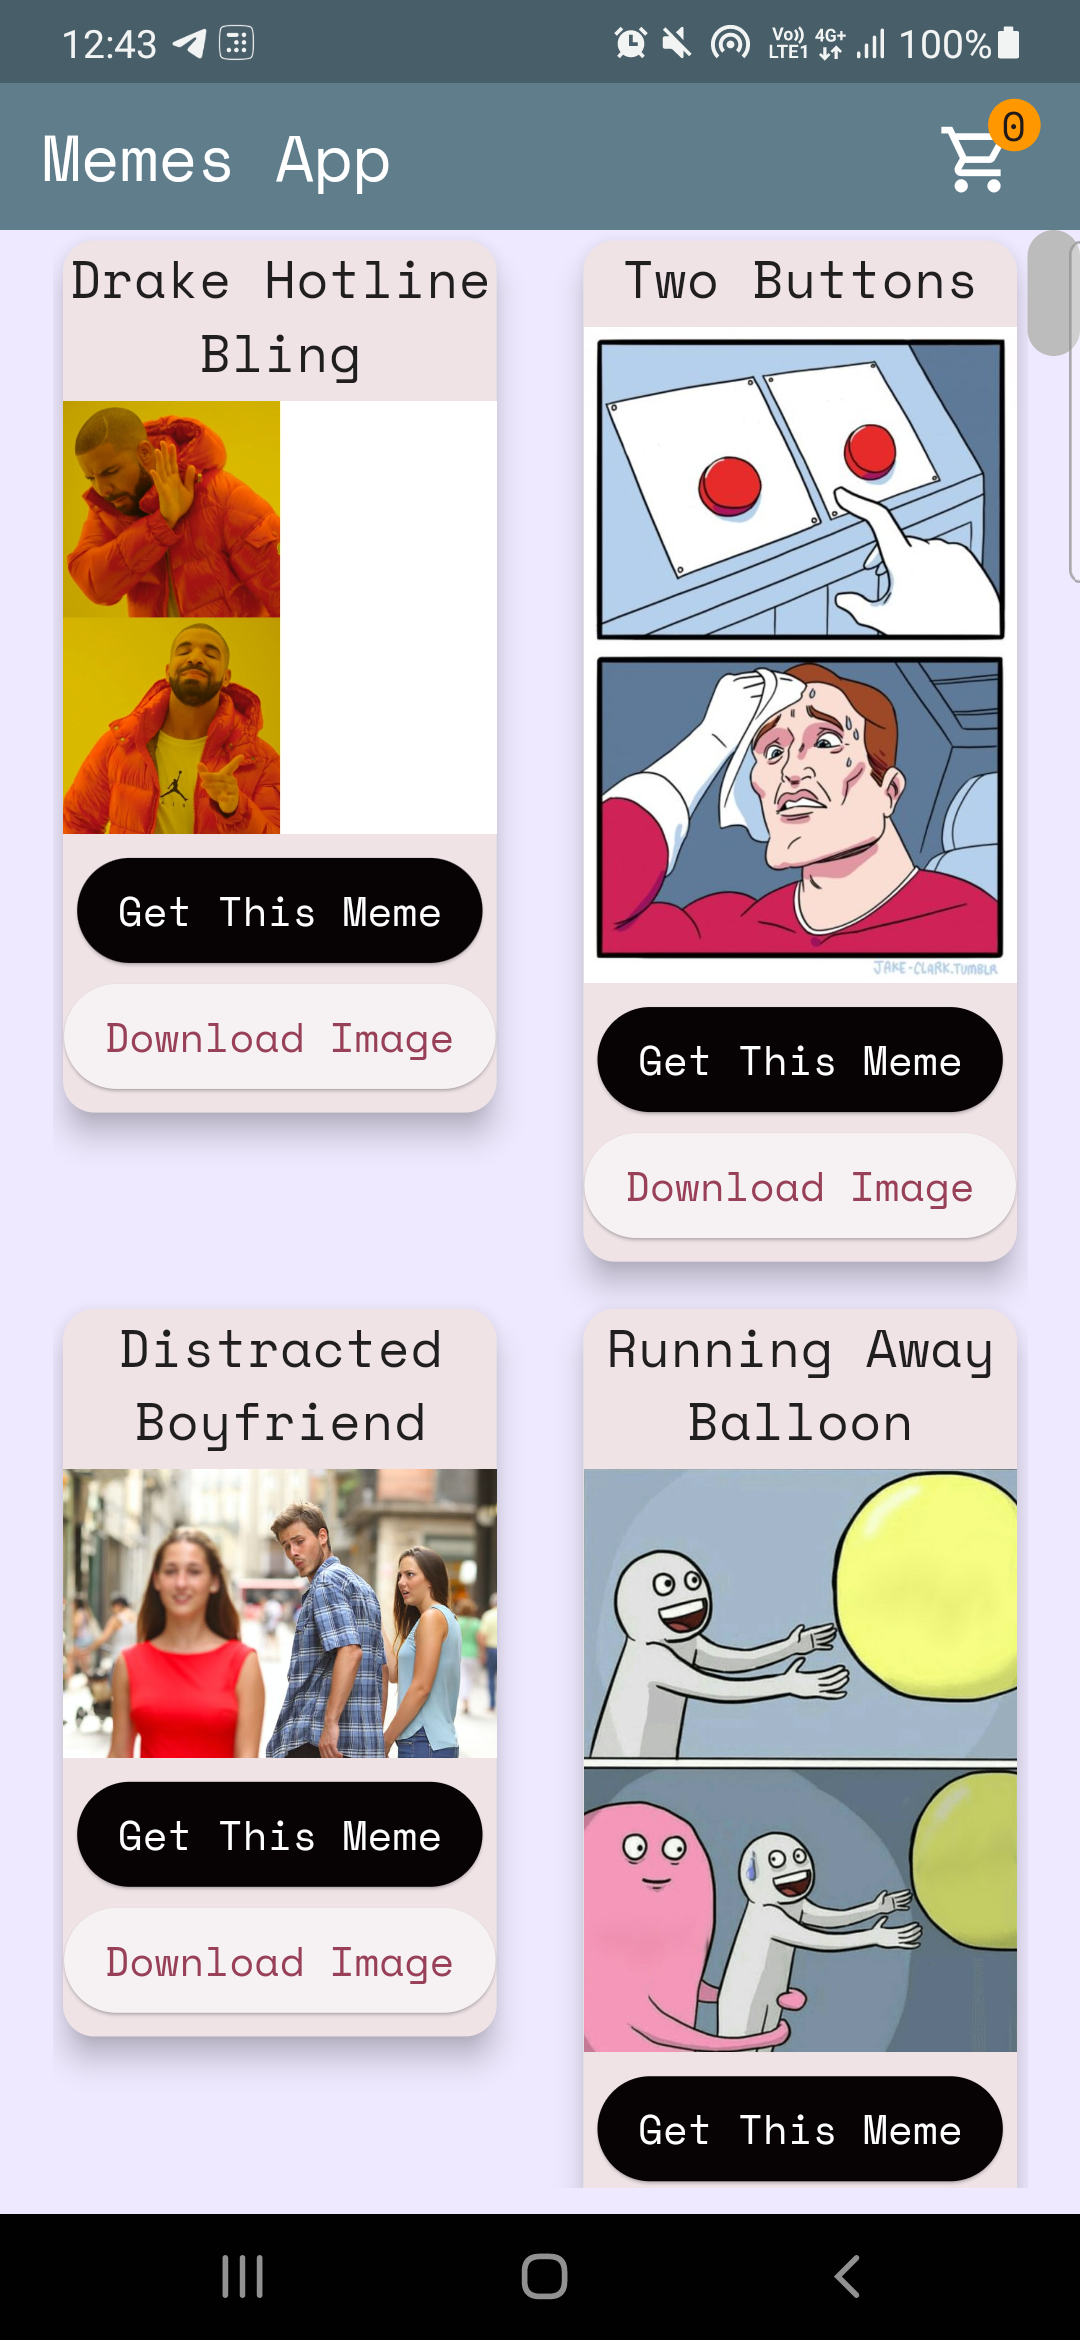 12:43
Vo)) LTE1 4G+ 100%
Memes App
0
Drake Hotline
Bling
Get This Meme
Download Image
Two Buttons
JAKE-CLARK.TUMBLR
Get This Meme
Download Image
Distracted
Boyfriend
Get This Meme
Download Image
Running Away
Balloon
Get This Meme